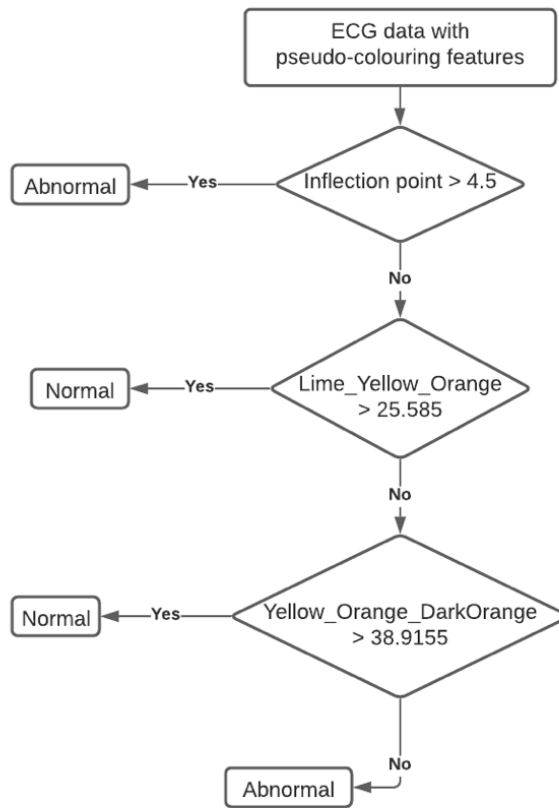 ECG data with
pseudo-colouring features
Inflection point > 4.5
Yes
Abnormal
No
Lime_Yellow_Orange
> 25.585
Yes
Normal
No
Yellow_Orange_DarkOrange
> 38.9155
Yes
Normal
No
Abnormal